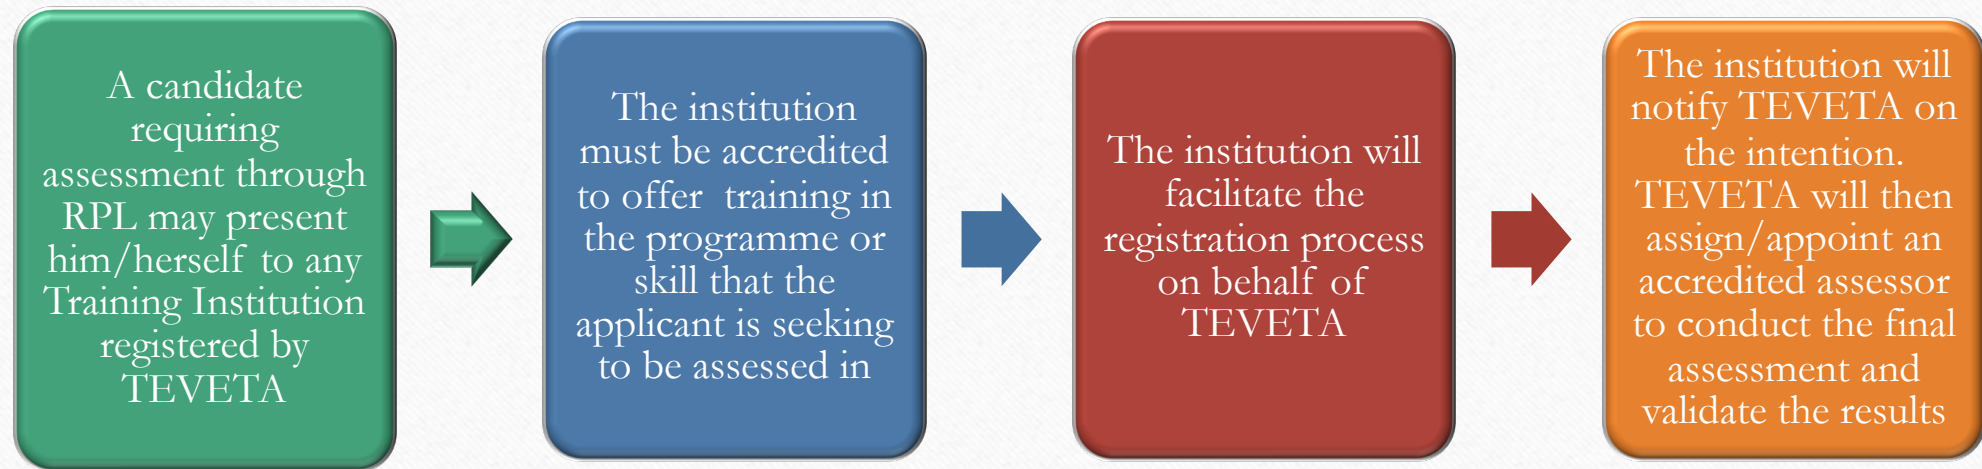 A candidate
requiring
assessment through
RPL may present
him/herself to any
Training Institution
registered by
TEVETA
The institution
must be accredited
to offer training in
the programme or
skill that the
applicant is seeking
to be assessed in
The institution will
facilitate the
registration process
on behalf of
TEVETA
The institution will
notify TEVETA on
the intention.
TEVETA will then
assign/appoint an
accredited assessor
to conduct the final
assessment and
validate the results